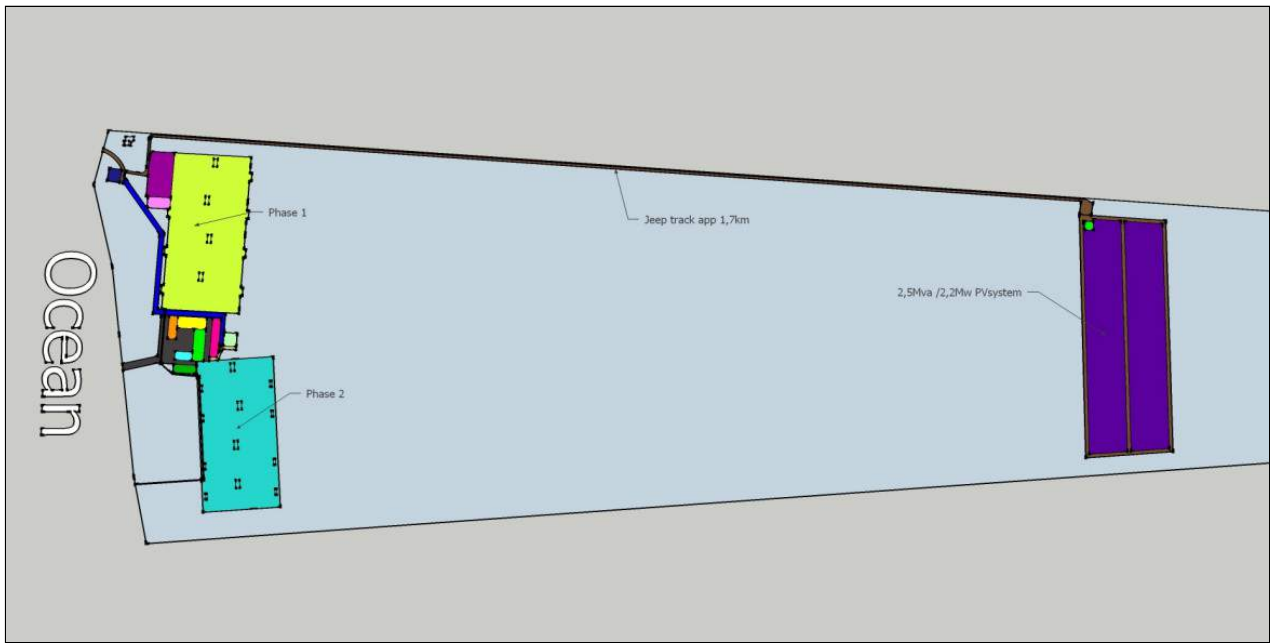 Phase 1
Jeep track app 1,7km
Ocean
2,5Mva /2,2Mw PVsystem
Phase 2